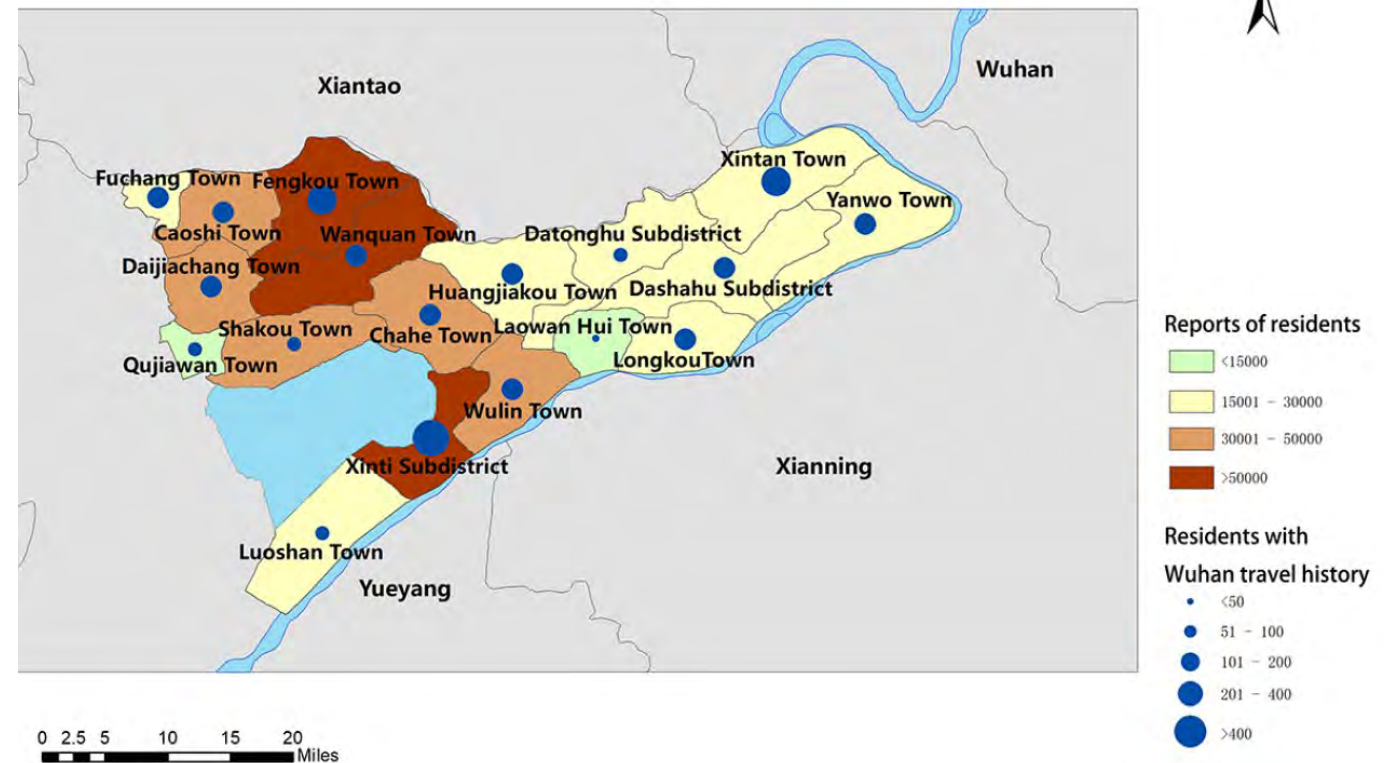 Wuhan
Xiantao
Xintan Town
Fuchang Town
Fengkou Town
Yanwo Town
Caoshi Town
Wanquan Town
Datonghu Subdistrict
Daijiachang Town
Huangjiakou Town
Dashahu Subdistrict
Shakou Town
Chahe Town
Laowan Hui Town
Qujiawan Town
LongkouTown
Wulin Town
Xinti Subdistrict
Xianning
Luoshan Town
Yueyang
Reports of residents
<15000
15001 - 30000
30001 - 50000
>50000
Residents with
Wuhan travel history
<50
51 - 100
101 - 200
201 - 400
>400
0 2.5 5 10 15 20
Miles